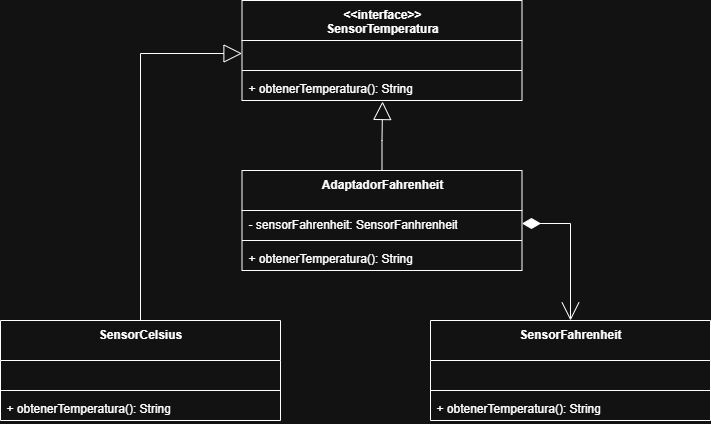 <<interface>>
SensorTemperatura
+ obtenerTemperatura(): String
AdaptadorFahrenheit
- sensorFahrenheit: SensorFanhrenheit
+ obtenerTemperatura(): String
SensorCelsius
+ obtenerTemperatura(): String
SensorFahrenheit
+ obtenerTemperatura(): String